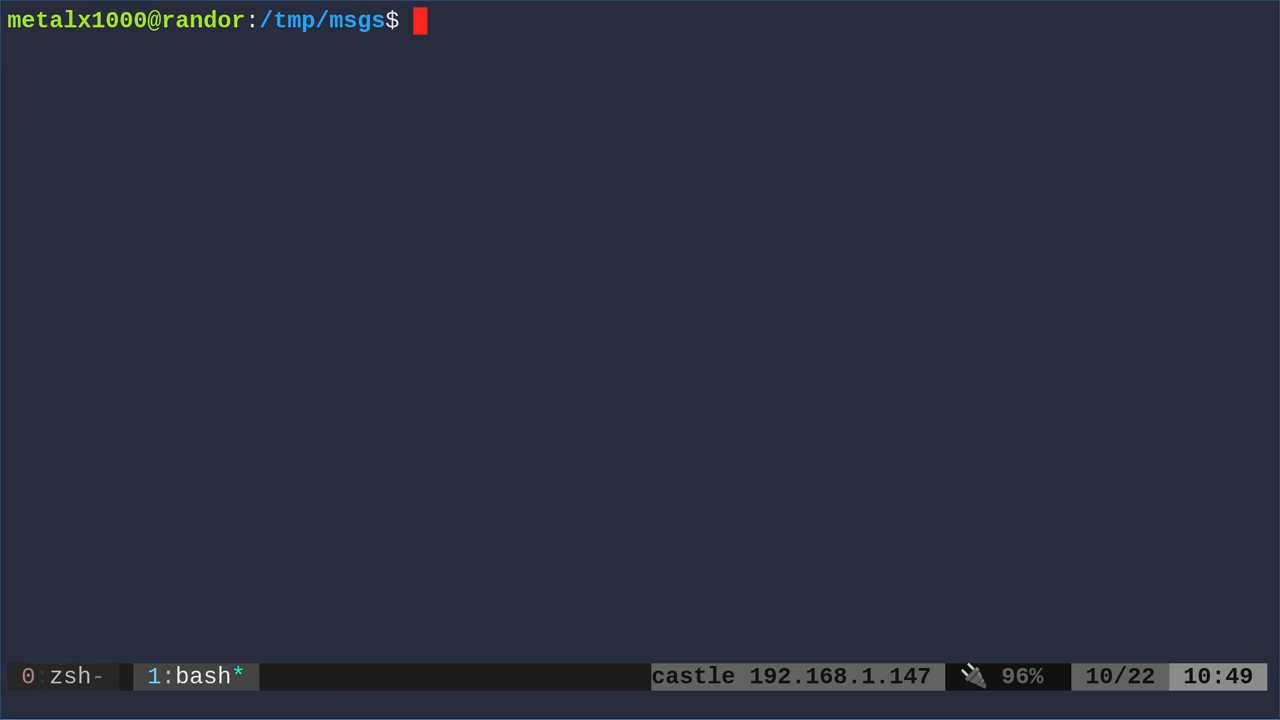 metalx1000@randor:/tmp/msgs$
0:zsh- 1:bash* castle 192.168.1.147 🔌 96% 10/22 10:49